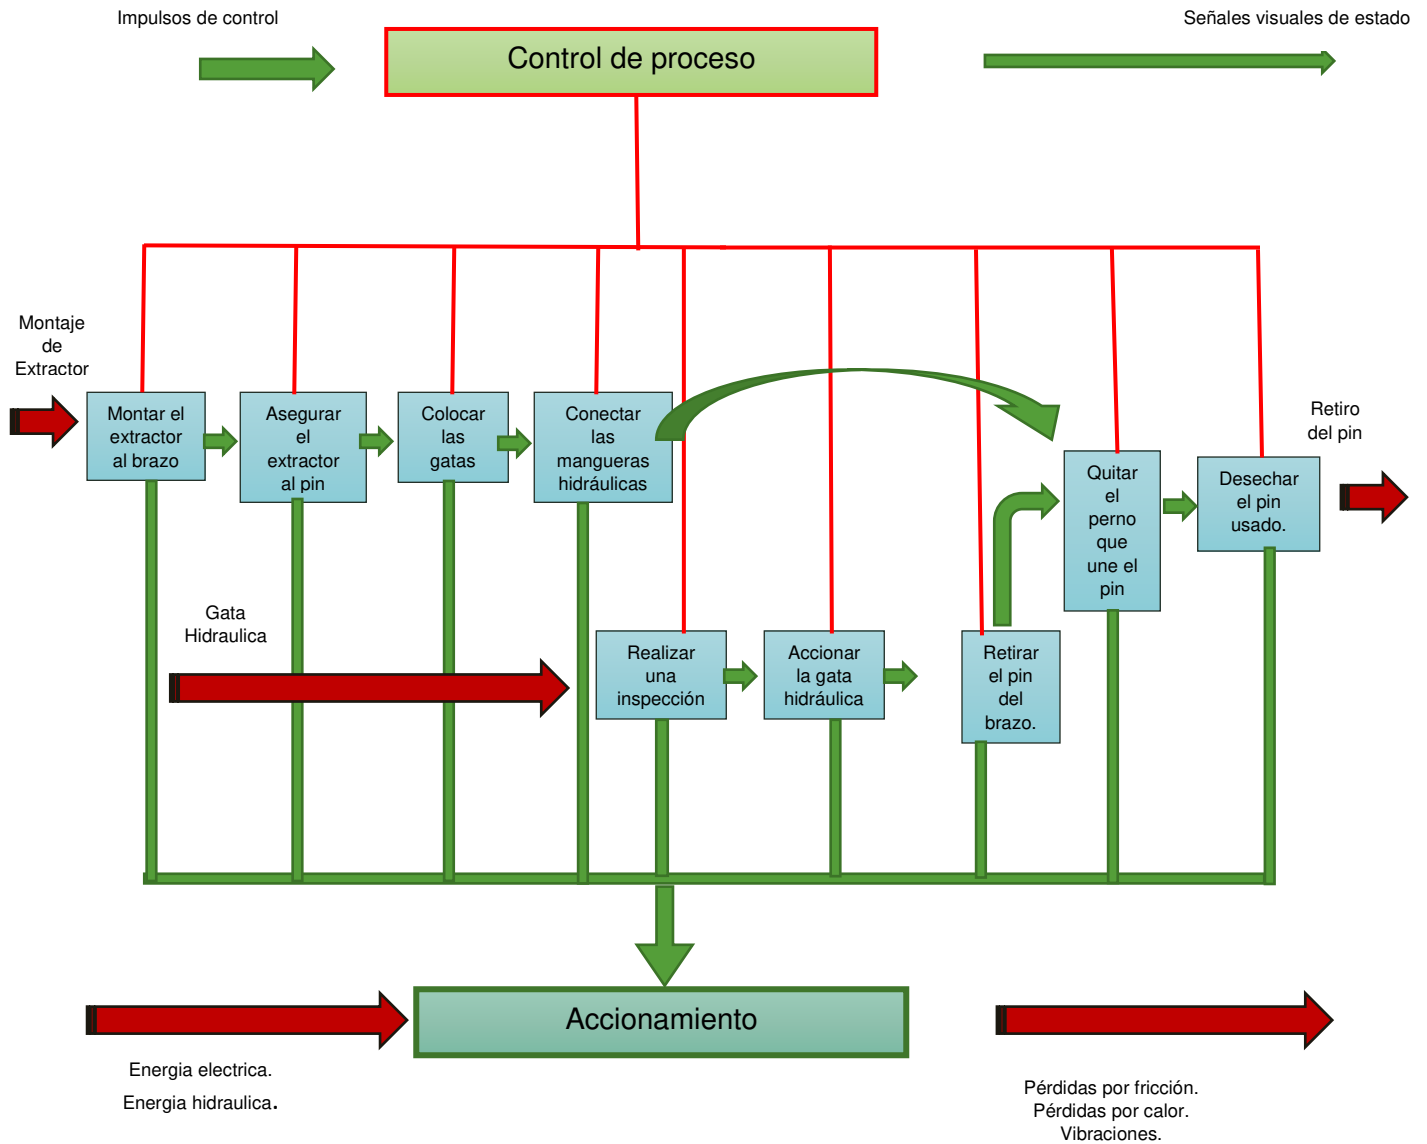 Impulsos de control
Señales visuales de estado
Control de proceso
Montaje
de
Extractor
Montar el
extractor
al brazo
Asegurar
el
extractor
al pin
Colocar
las
gatas
Conectar
las
mangueras
hidráulicas
Retiro
del pin
Quitar
el
perno
que
une el
pin
Desechar
el pin
usado.
Gata
Hidraulica
Realizar
una
inspección
Accionar
la gata
hidráulica
Retirar
el pin
del
brazo.
Accionamiento
Energia electrica.
Energia hidraulica.
Pérdidas por fricción.
Pérdidas por calor.
Vibraciones.